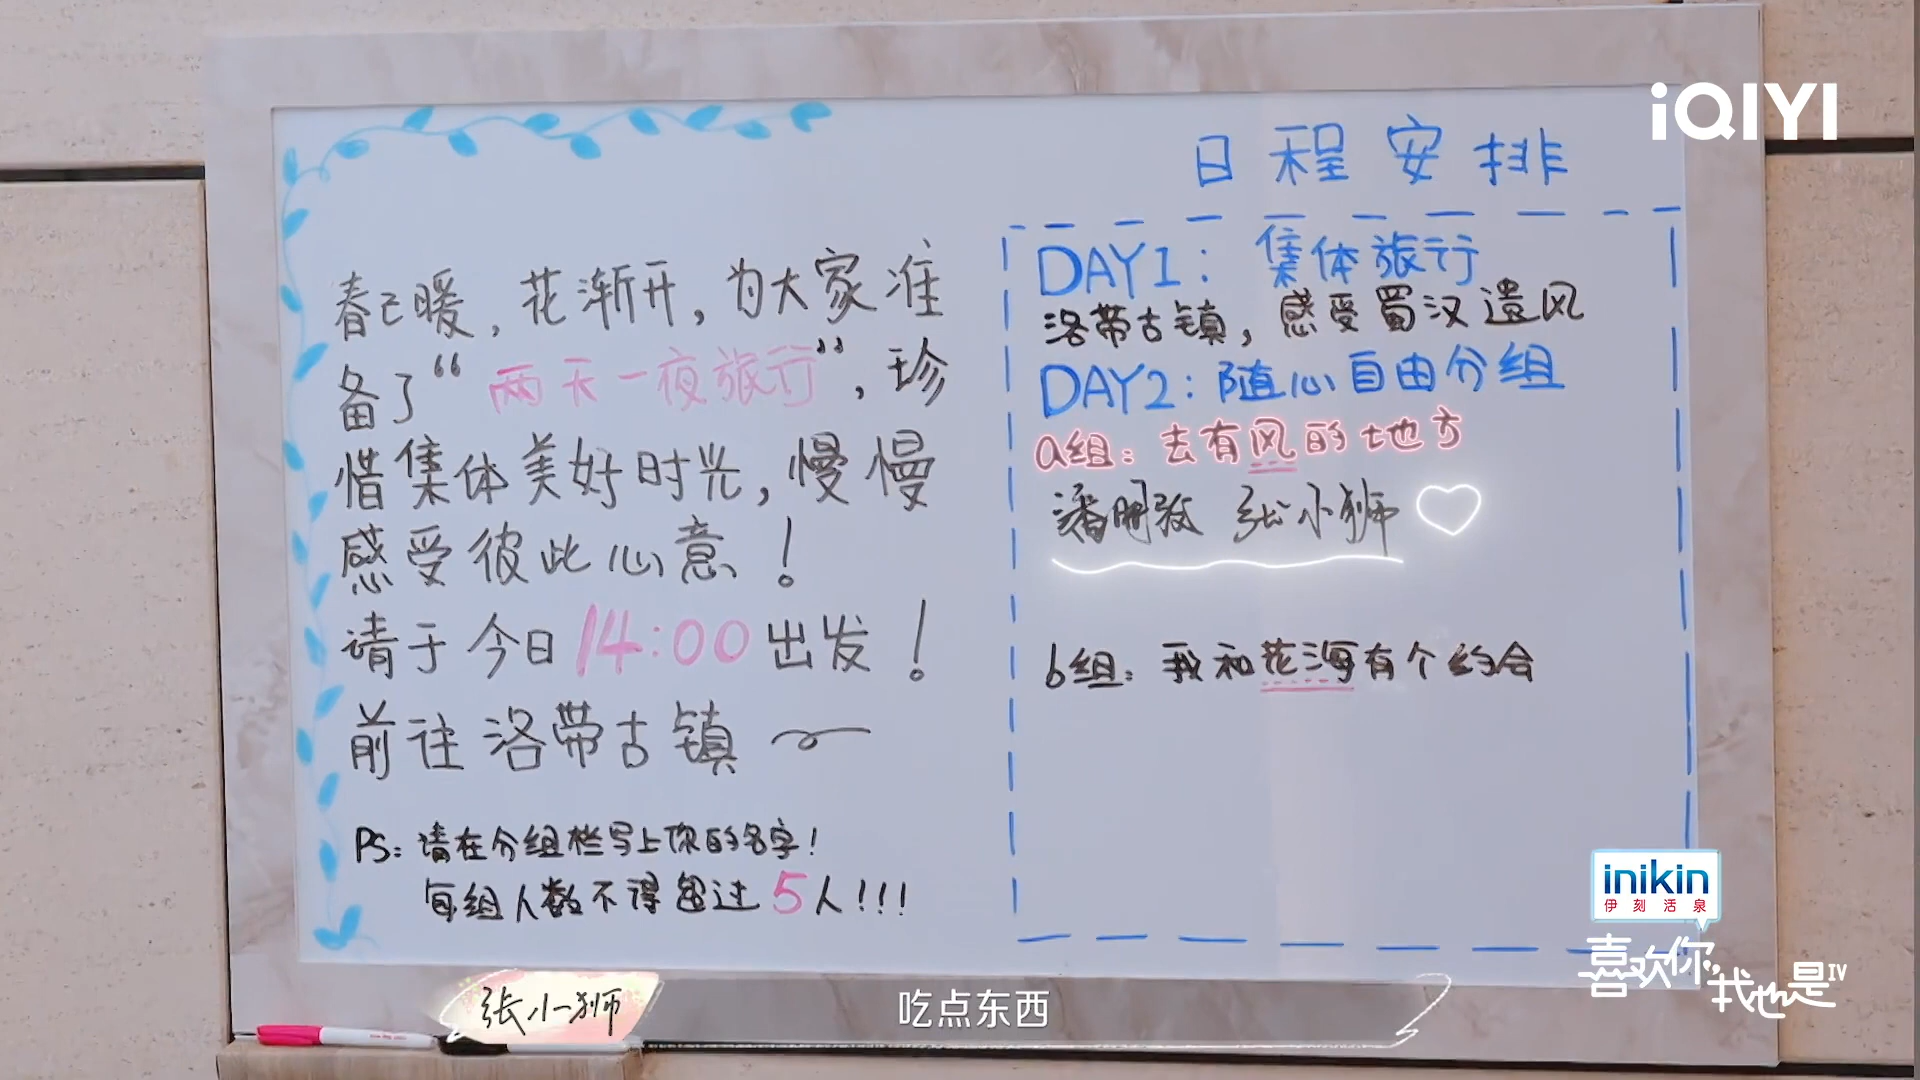 iQIYI
日程安排
春已暖，花渐开，为大家准
备了“两天一夜旅行”，珍
惜集体美好时光，慢慢
感受彼此心意！
请于今日14:00出发！
前往洛带古镇
PS：请在分组栏写上你的名字！
每组人数不得超过5人！！！
DAY1：集体旅行
洛带古镇，感受蜀汉遗风
DAY2：随心自由分组
a组：去有风的地方
潘明放 张小狮
b组：我和花海有个约会
inikin
伊刻活泉
喜欢你，我也是IV
张小狮
吃点东西